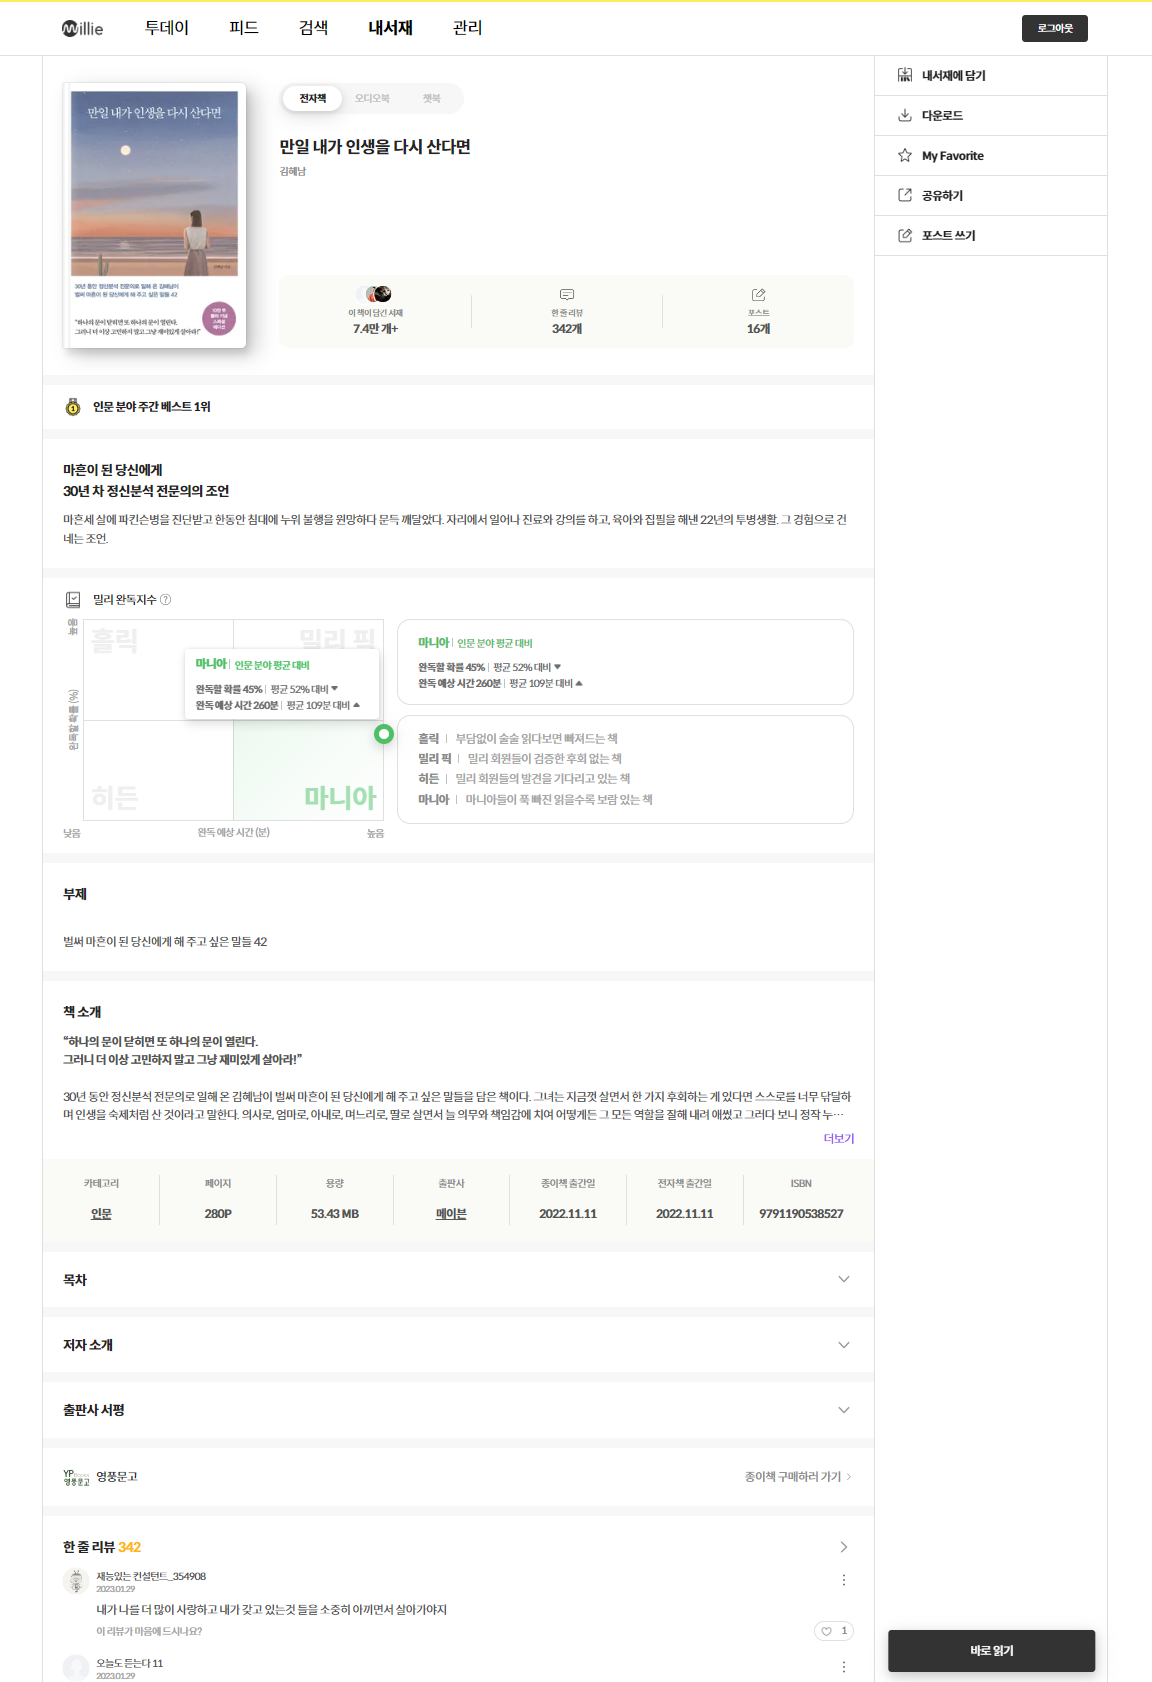 millie
투데이
피드
검색
내서재
관리
로그아웃
만일 내가 인생을 다시 산다면
김혜남 지음
30년 동안 정신분석 전문의로 일해 온 김혜남이
벌써 마흔이 된 당신에게 해 주고 싶은 말들 42
10만 부
돌파 기념
스페셜
에디션
"하나의 문이 닫히면 또 하나의 문이 열린다.
그러니 더 이상 고민하지 말고 그냥 재미있게 살아라!"
전자책
오디오북
챗북
만일 내가 인생을 다시 산다면
김혜남
이 책이 담긴 서재
7.4만 개+
한 줄 리뷰
342개
포스트
16개
내서재에 담기
다운로드
My Favorite
공유하기
포스트 쓰기
1
인문 분야 주간 베스트 1위
마흔이 된 당신에게
30년 차 정신분석 전문의의 조언
마흔세 살에 파킨슨병을 진단받고 한동안 침대에 누워 불행을 원망하다 문득 깨달았다. 자리에서 일어나 진료와 강의를 하고, 육아와 집필을 해낸 22년의 투병생활. 그 경험으로 건
네는 조언.
밀리 완독지수 ?
높음
완독할 확률 (%)
홀릭
밀리 픽
마니아 | 인문 분야 평균 대비
완독할 확률 45% | 평균 52% 대비 ▼
완독 예상 시간 260분 | 평균 109분 대비 ▲
히든
마니아
낮음
완독 예상 시간 (분)
높음
마니아 | 인문 분야 평균 대비
완독할 확률 45% | 평균 52% 대비 ▼
완독 예상 시간 260분 | 평균 109분 대비 ▲
홀릭 | 부담없이 술술 읽다보면 빠져드는 책
밀리 픽 | 밀리 회원들이 검증한 후회 없는 책
히든 | 밀리 회원들의 발견을 기다리고 있는 책
마니아 | 마니아들이 푹 빠진 읽을수록 보람 있는 책
부제
벌써 마흔이 된 당신에게 해 주고 싶은 말들 42
책 소개
“하나의 문이 닫히면 또 하나의 문이 열린다.
그러니 더 이상 고민하지 말고 그냥 재미있게 살아라!”
30년 동안 정신분석 전문의로 일해 온 김혜남이 벌써 마흔이 된 당신에게 해 주고 싶은 말들을 담은 책이다. 그녀는 지금껏 살면서 한 가지 후회하는 게 있다면 스스로를 너무 닦달하
며 인생을 숙제처럼 산 것이라고 말한다. 의사로, 엄마로, 아내로, 며느리로, 딸로 살면서 늘 의무와 책임감에 치여 어떻게든 그 모든 역할을 잘해 내려 애썼고 그러다 보니 정작 누…
더보기
카테고리
인문
페이지
280P
용량
53.43 MB
출판사
메이븐
종이책 출간일
2022.11.11
전자책 출간일
2022.11.11
ISBN
9791190538527
목차
저자 소개
출판사 서평
YP Books
영풍문고
영풍문고
종이책 구매하러 가기
한 줄 리뷰 342
재능있는 컨설턴트_354908
2023.01.29
내가 나를 더 많이 사랑하고 내가 갖고 있는것 들을 소중히 아끼면서 살아가야지
이 리뷰가 마음에 드시나요?
1
오늘도 듣는다 11
2023.01.29
바로 읽기